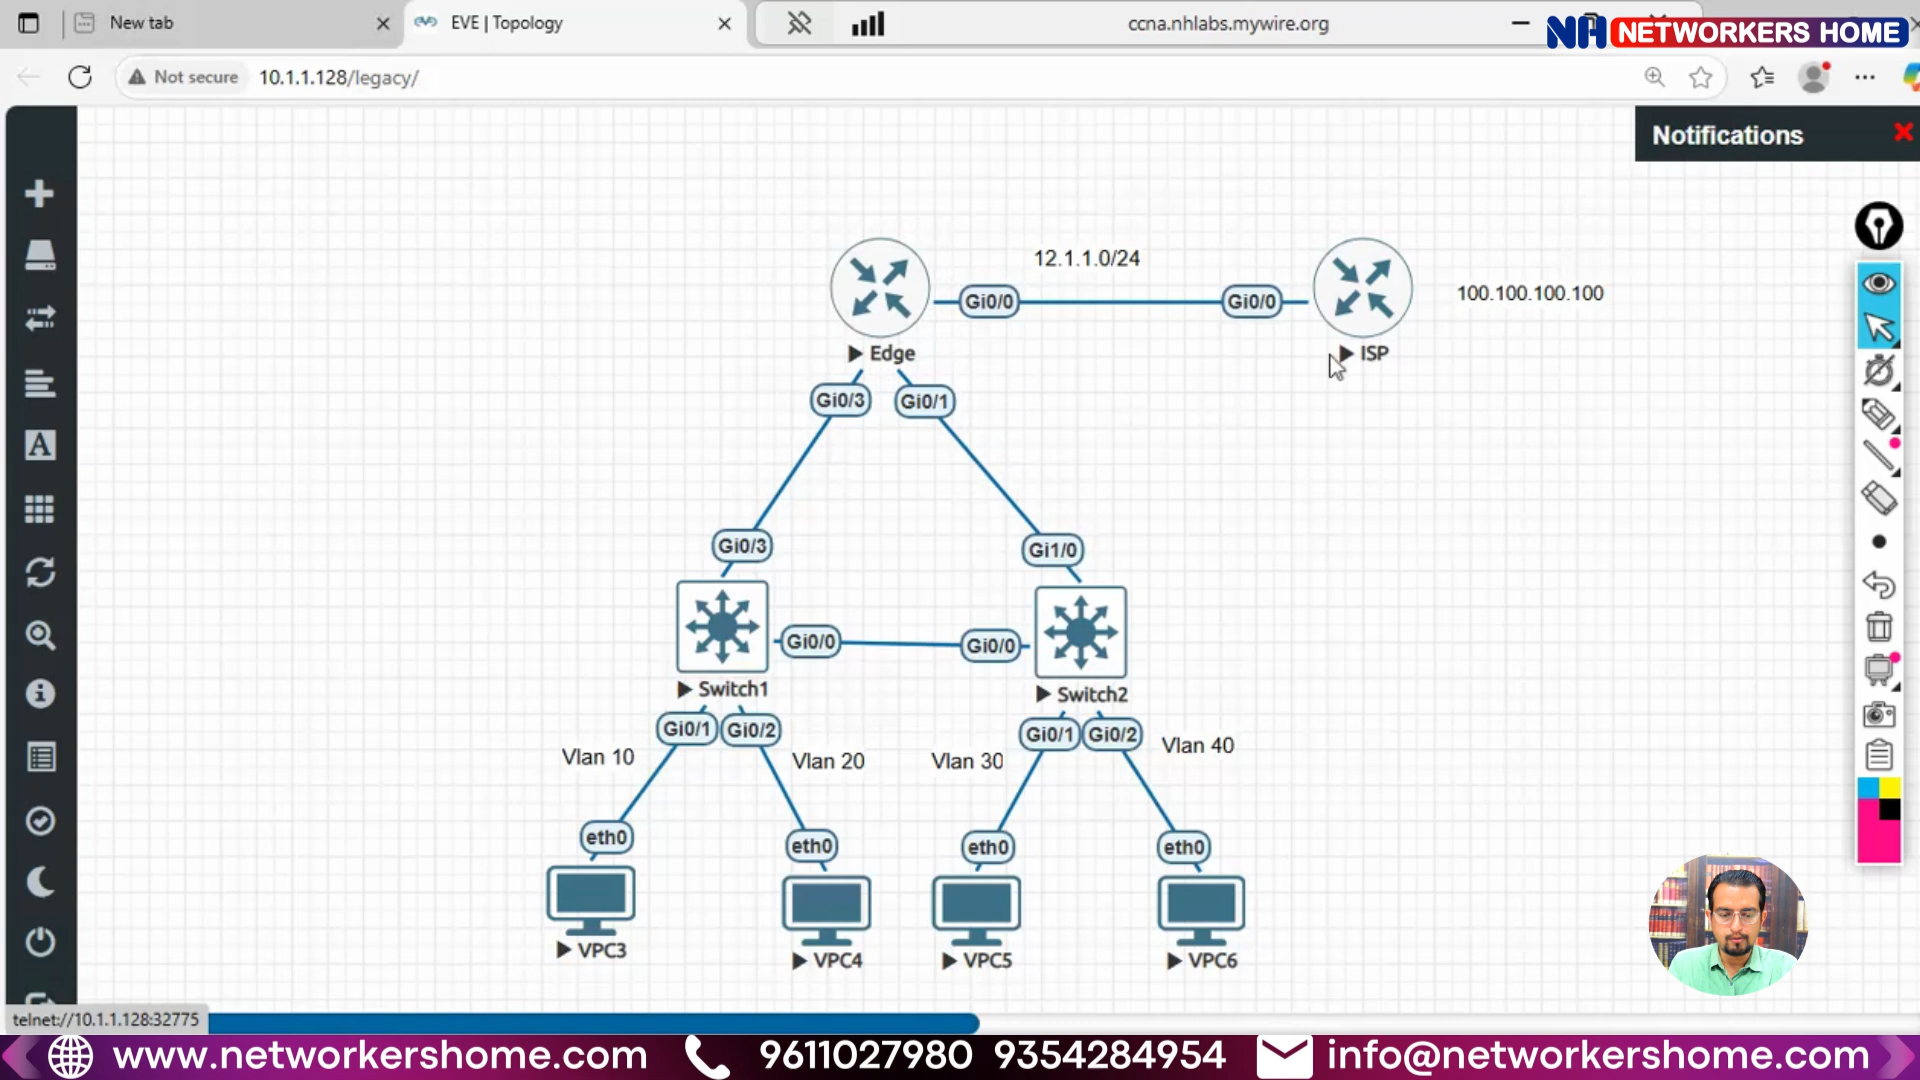 New tab
EVE | Topology
ccna.nhlabs.mywire.org
NH NETWORKERS HOME
Not secure
10.1.1.128/legacy/
Notifications
12.1.1.0/24
Gi0/0
Gi0/0
100.100.100.100
Edge
ISP
Gi0/3
Gi0/1
Gi0/3
Gi1/0
Gi0/0
Gi0/0
Switch1
Switch2
Gi0/1
Gi0/2
Gi0/1
Gi0/2
Vlan 10
Vlan 20
Vlan 30
Vlan 40
eth0
eth0
eth0
eth0
VPC3
VPC4
VPC5
VPC6
telnet://10.1.1.128:32775
www.networkershome.com 9611027980 9354284954 info@networkershome.com